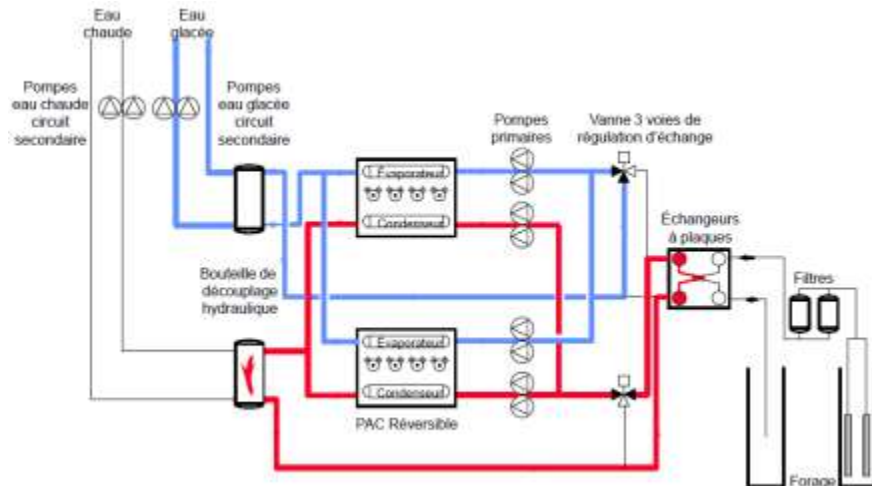 Eau
chaude
Eau
glacée
Pompes
eau chaude
circuit
secondaire
Pompes
eau glacée
circuit
secondaire
Pompes
primaires
Vanne 3 voies de
régulation d'échange
Évaporateur
Condenseur
Échangeurs
à plaques
Filtres
Bouteille de
découplage
hydraulique
Évaporateur
Condenseur
PAC Réversible
Forage